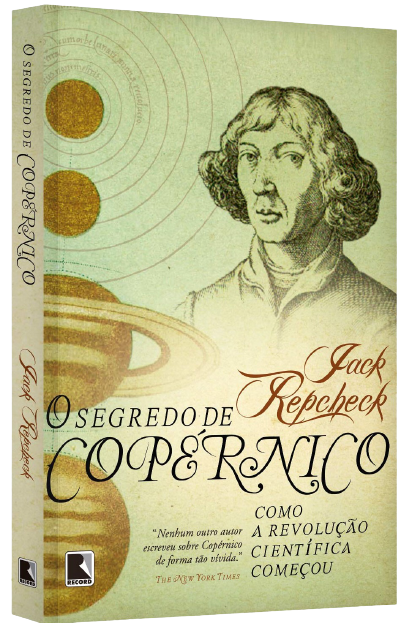 O SEGREDO DE COPÉRNICO
Jack Repcheck
RECORD
Jack
Repcheck
O SEGREDO DE
COPÉRNICO
COMO
A REVOLUÇÃO
CIENTÍFICA
COMEÇOU
"Nenhum outro autor
escreveu sobre Copérnico
de forma tão vívida."
THE NEW YORK TIMES
RECORD